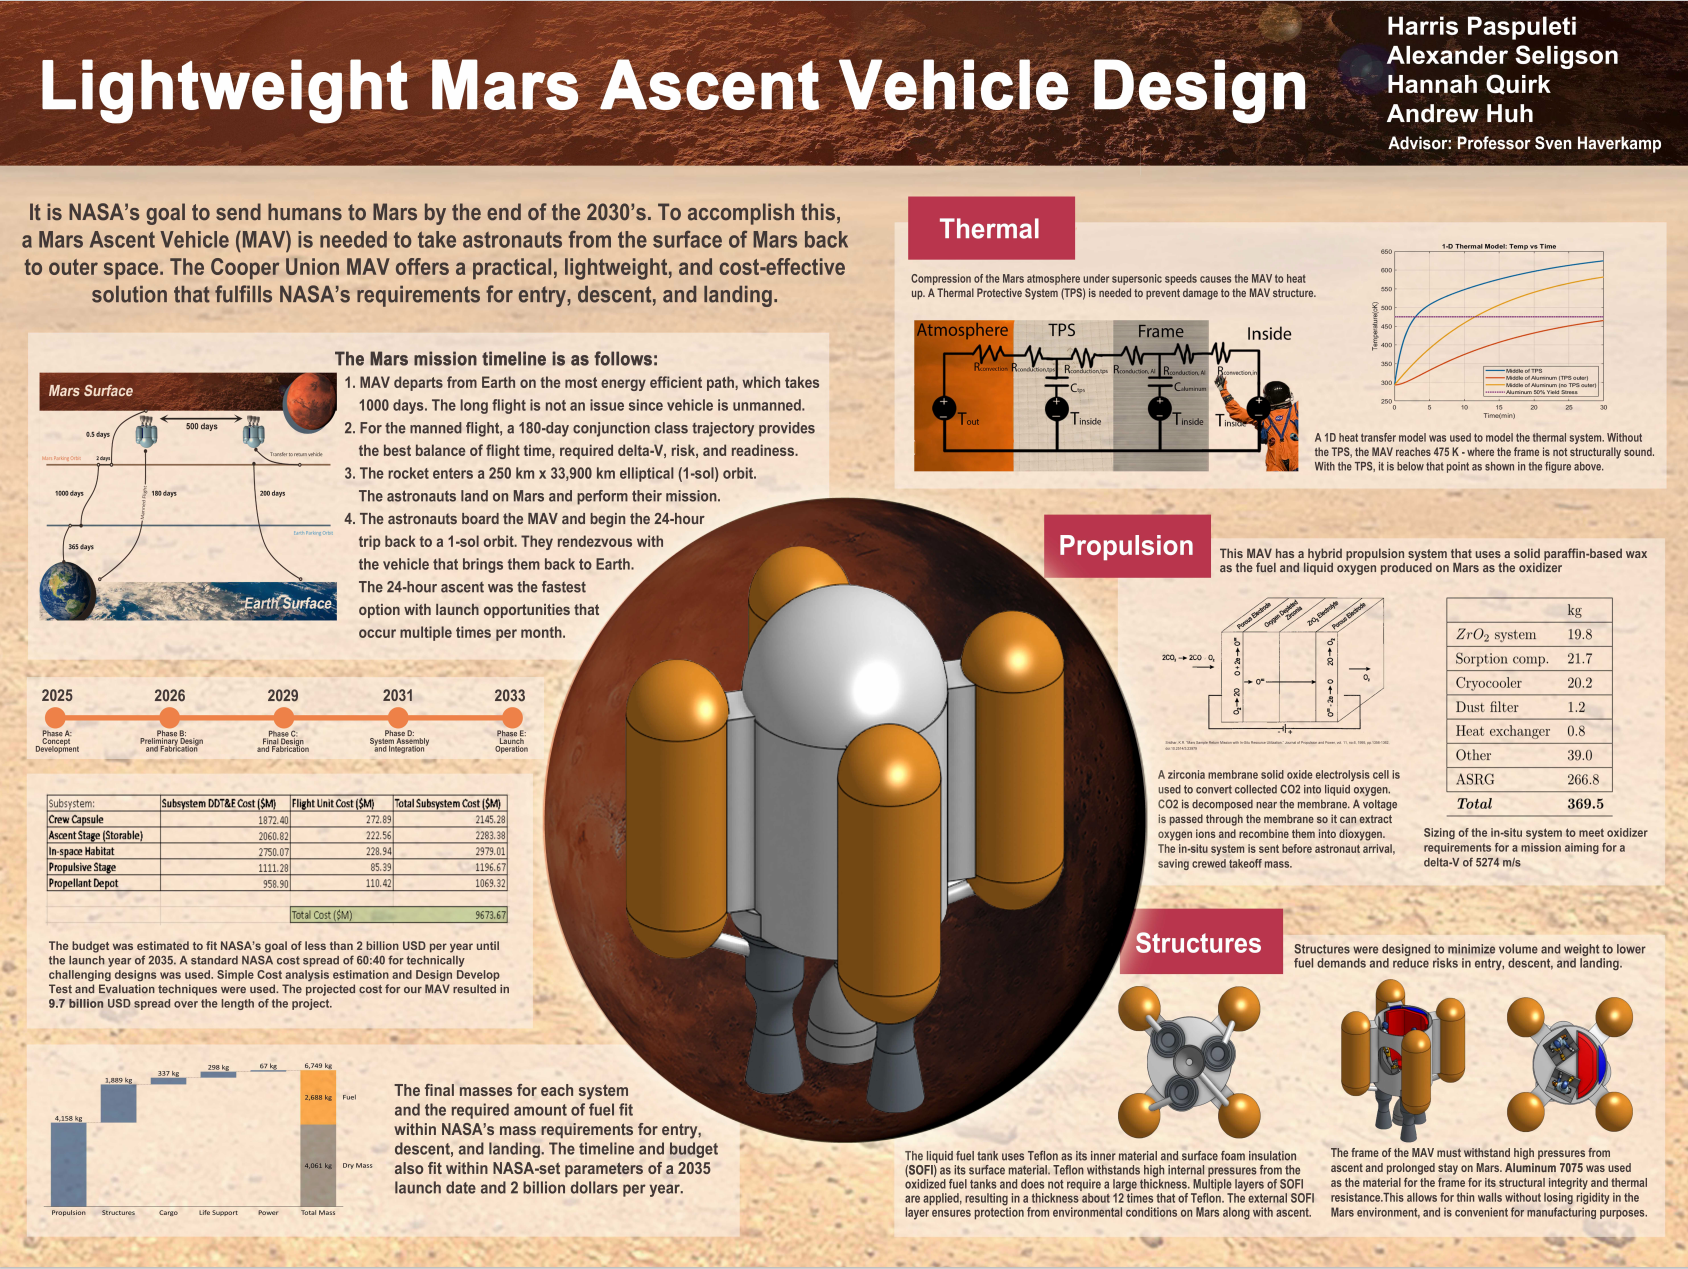 Lightweight Mars Ascent Vehicle Design
Harris Paspuleti
Alexander Seligson
Hannah Quirk
Andrew Huh
Advisor: Professor Sven Haverkamp
It is NASA's goal to send humans to Mars by the end of the 2030's. To accomplish this,
a Mars Ascent Vehicle (MAV) is needed to take astronauts from the surface of Mars back
to outer space. The Cooper Union MAV offers a practical, lightweight, and cost-effective
solution that fulfills NASA's requirements for entry, descent, and landing.
The Mars mission timeline is as follows:
1. MAV departs from Earth on the most energy efficient path, which takes
1000 days. The long flight is not an issue since vehicle is unmanned.
2. For the manned flight, a 180-day conjunction class trajectory provides
the best balance of flight time, required delta-V, risk, and readiness.
3. The rocket enters a 250 km x 33,900 km elliptical (1-sol) orbit.
The astronauts land on Mars and perform their mission.
4. The astronauts board the MAV and begin the 24-hour
trip back to a 1-sol orbit. They rendezvous with
the vehicle that brings them back to Earth.
The 24-hour ascent was the fastest
option with launch opportunities that
occur multiple times per month.
Mars Surface
500 days
0.5 days
Transfer to return vehicle
Mars Parking Orbit
2 days
1000 days
180 days
200 days
Earth Parking Orbit
365 days
Earth Surface
2025 2026 2029 2031 2033
Phase A:
Concept
Development
Phase B:
Preliminary Design
and Fabrication
Phase C:
Final Design
and Fabrication
Phase D:
System Assembly
and Integration
Phase E:
Launch
Operation
Subsystem: Subsystem DDT&E Cost ($M) Flight Unit Cost ($M) Total Subsystem Cost ($M)
Crew Capsule 1872.40 272.89 2145.28
Ascent Stage (Storable) 2060.82 222.56 2283.38
In-space Habitat 2750.07 228.94 2979.01
Propulsive Stage 1111.28 85.39 1196.67
Propellant Depot 958.90 110.42 1069.32
Total Cost ($M) 9673.67
The budget was estimated to fit NASA's goal of less than 2 billion USD per year until
the launch year of 2035. A standard NASA cost spread of 60:40 for technically
challenging designs was used. Simple Cost analysis estimation and Design Develop
Test and Evaluation techniques were used. The projected cost for our MAV resulted in
9.7 billion USD spread over the length of the project.
4,158 kg
1,889 kg
337 kg
298 kg
67 kg
6,749 kg
2,688 kg
Fuel
4,061 kg
Dry Mass
Propulsion Structures Cargo Life Support Power Total Mass
The final masses for each system
and the required amount of fuel fit
within NASA's mass requirements for entry,
descent, and landing. The timeline and budget
also fit within NASA-set parameters of a 2035
launch date and 2 billion dollars per year.
Thermal
Compression of the Mars atmosphere under supersonic speeds causes the MAV to heat
up. A Thermal Protective System (TPS) is needed to prevent damage to the MAV structure.
Atmosphere TPS Frame Inside
Rconvection Rconduction,tps Rconduction,tps Rconduction, Al Rconduction, Al Rconvection,in
Ctps Caluminum
Tout Tinside Tinside Tinside
1-D Thermal Model: Temp vs Time
650
600
550
500
450
400
350
300
250
Temperature(K)
0 5 10 15 20 25 30
Time(min)
Middle of TPS
Middle of Aluminum (TPS outer)
Middle of Aluminum (no TPS outer)
Aluminum 50% Yield Stress
A 1D heat transfer model was used to model the thermal system. Without
the TPS, the MAV reaches 475 K - where the frame is not structurally sound.
With the TPS, it is below that point as shown in the figure above.
Propulsion
This MAV has a hybrid propulsion system that uses a solid paraffin-based wax
as the fuel and liquid oxygen produced on Mars as the oxidizer
Porous Electrode
Oxygen Depleted
Zirconia
ZrO2 Electrolyte
Porous Electrode
kg
ZrO2 system 19.8
Sorption comp. 21.7
Cryocooler 20.2
Dust filter 1.2
Heat exchanger 0.8
Other 39.0
ASRG 266.8
Total 369.5
A zirconia membrane solid oxide electrolysis cell is
used to convert collected CO2 into liquid oxygen.
CO2 is decomposed near the membrane. A voltage
is passed through the membrane so it can extract
oxygen ions and recombine them into dioxygen.
The in-situ system is sent before astronaut arrival,
saving crewed takeoff mass.
Sizing of the in-situ system to meet oxidizer
requirements for a mission aiming for a
delta-V of 5274 m/s
Structures
Structures were designed to minimize volume and weight to lower
fuel demands and reduce risks in entry, descent, and landing.
The liquid fuel tank uses Teflon as its inner material and surface foam insulation
(SOFI) as its surface material. Teflon withstands high internal pressures from the
oxidized fuel tanks and does not require a large thickness. Multiple layers of SOFI
are applied, resulting in a thickness about 12 times that of Teflon. The external SOFI
layer ensures protection from environmental conditions on Mars along with ascent.
The frame of the MAV must withstand high pressures from
ascent and prolonged stay on Mars. Aluminum 7075 was used
as the material for the frame for its structural integrity and thermal
resistance.This allows for thin walls without losing rigidity in the
Mars environment, and is convenient for manufacturing purposes.